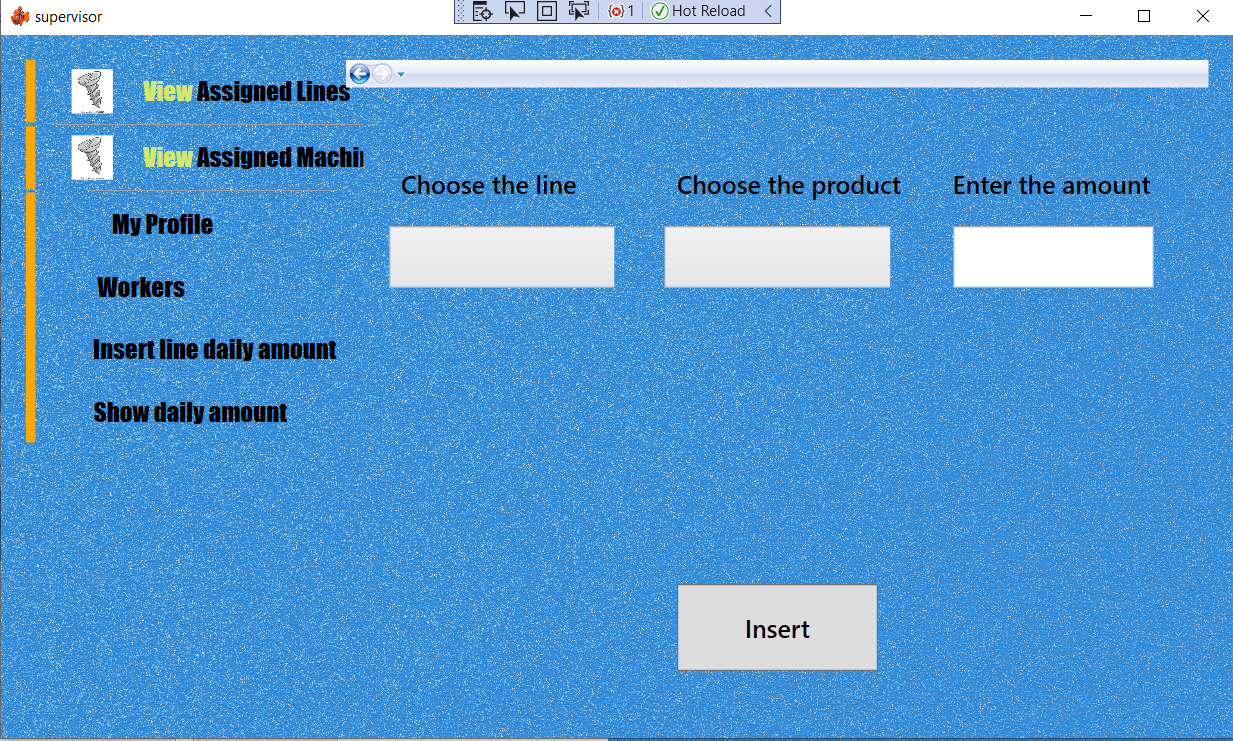 supervisor
1
Hot Reload
View Assigned Lines
View Assigned Machi
My Profile
Workers
Insert line daily amount
Show daily amount
Choose the line
Choose the product
Enter the amount
Insert